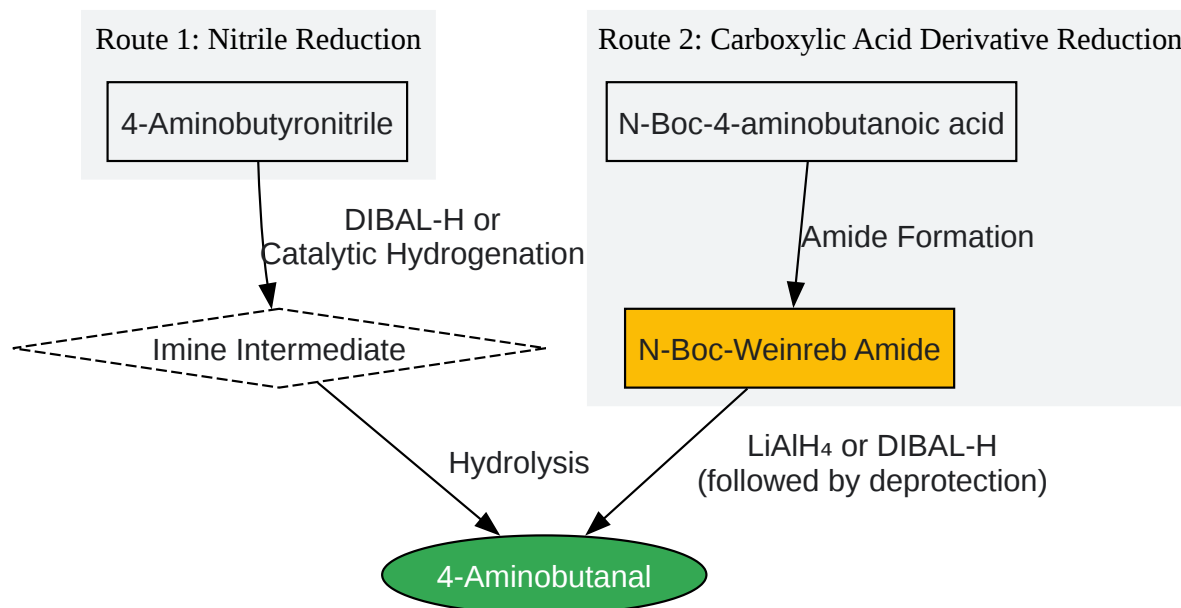 Route 1: Nitrile Reduction
4-Aminobutyronitrile
DIBAL-H or
Catalytic Hydrogenation
Imine Intermediate
Hydrolysis
Route 2: Carboxylic Acid Derivative Reduction
N-Boc-4-aminobutanoic acid
Amide Formation
N-Boc-Weinreb Amide
LiAlH₄ or DIBAL-H
(followed by deprotection)
4-Aminobutanal